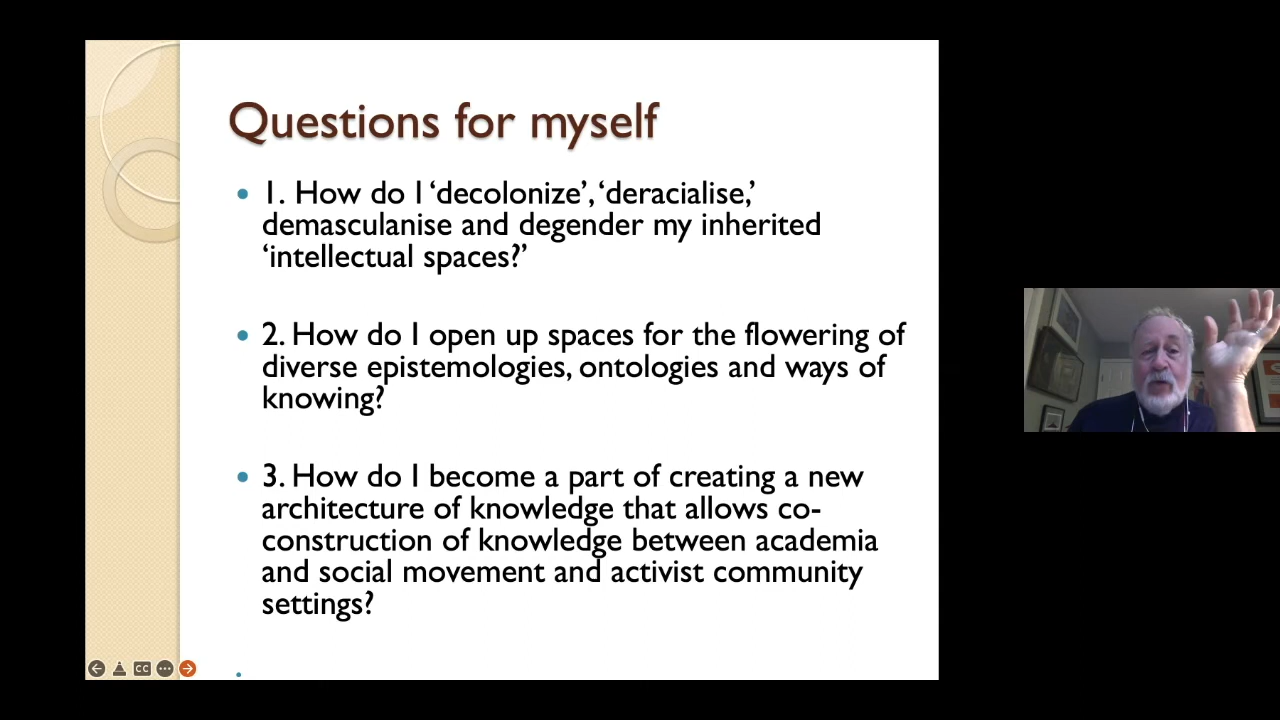 Questions for myself
• 1. How do I ‘decolonize’, ‘deracialise,’
demasculanise and degender my inherited
‘intellectual spaces?’
• 2. How do I open up spaces for the flowering of
diverse epistemologies, ontologies and ways of
knowing?
• 3. How do I become a part of creating a new
architecture of knowledge that allows co-
construction of knowledge between academia
and social movement and activist community
settings?
•
CC